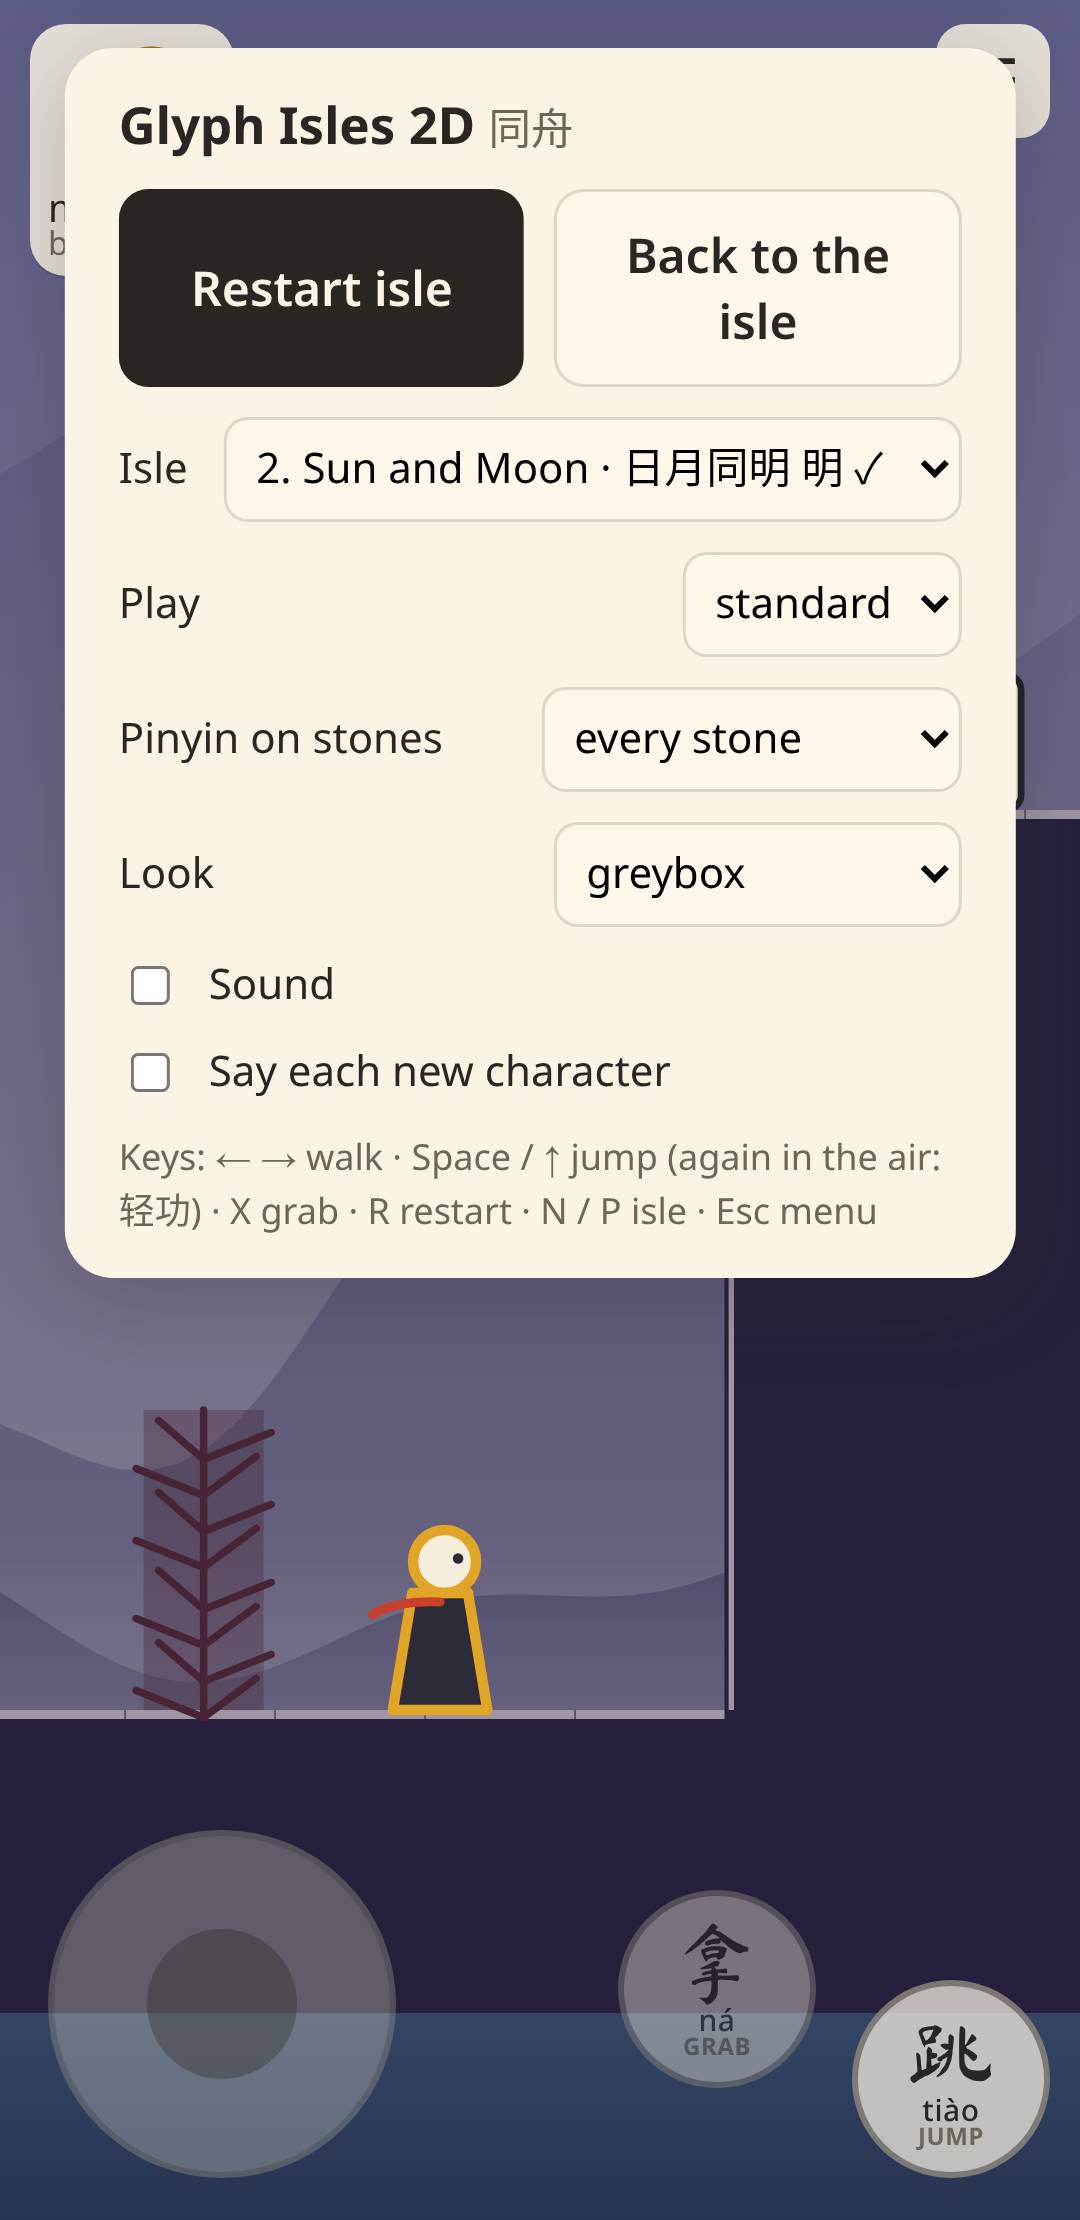 Glyph Isles 2D 同舟
Restart isle
Back to the
isle
Isle
2. Sun and Moon · 日月同明 明 ✓
Play
standard
Pinyin on stones
every stone
Look
greybox
Sound
Say each new character
Keys: ← → walk · Space / ↑ jump (again in the air:
轻功) · X grab · R restart · N / P isle · Esc menu
拿
ná
GRAB
跳
tiào
JUMP